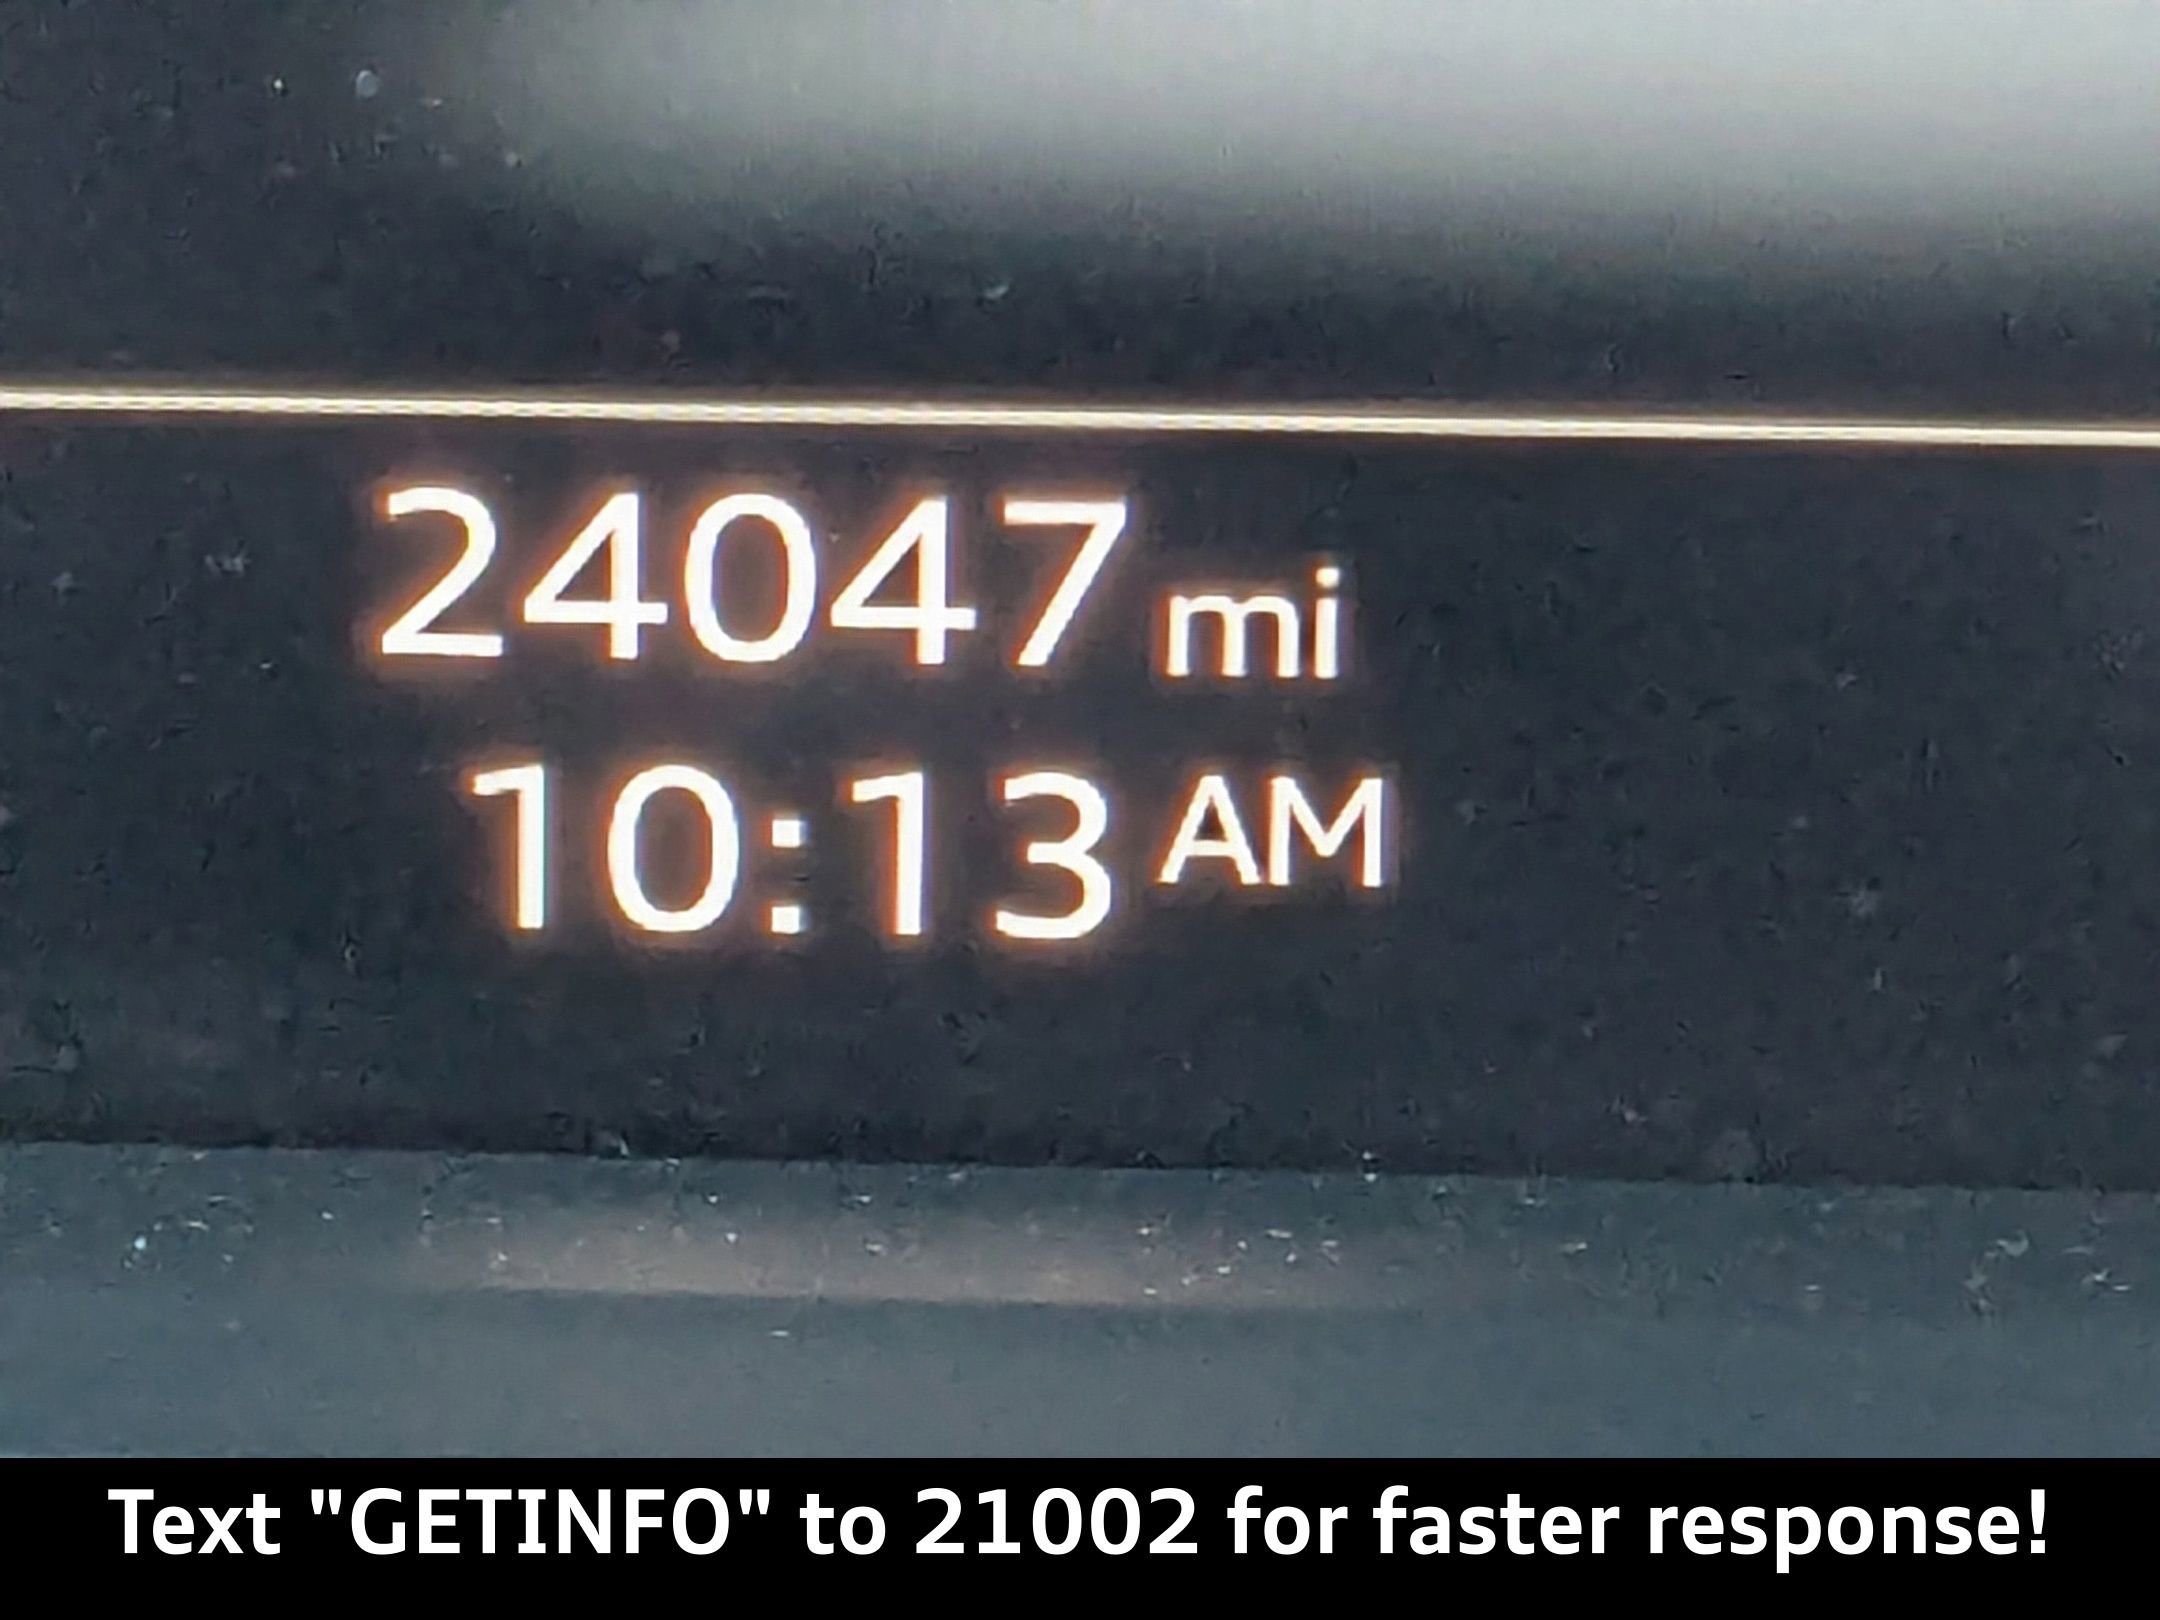 24047 mi
10:13 AM
Text "GETINFO" to 21002 for faster response!